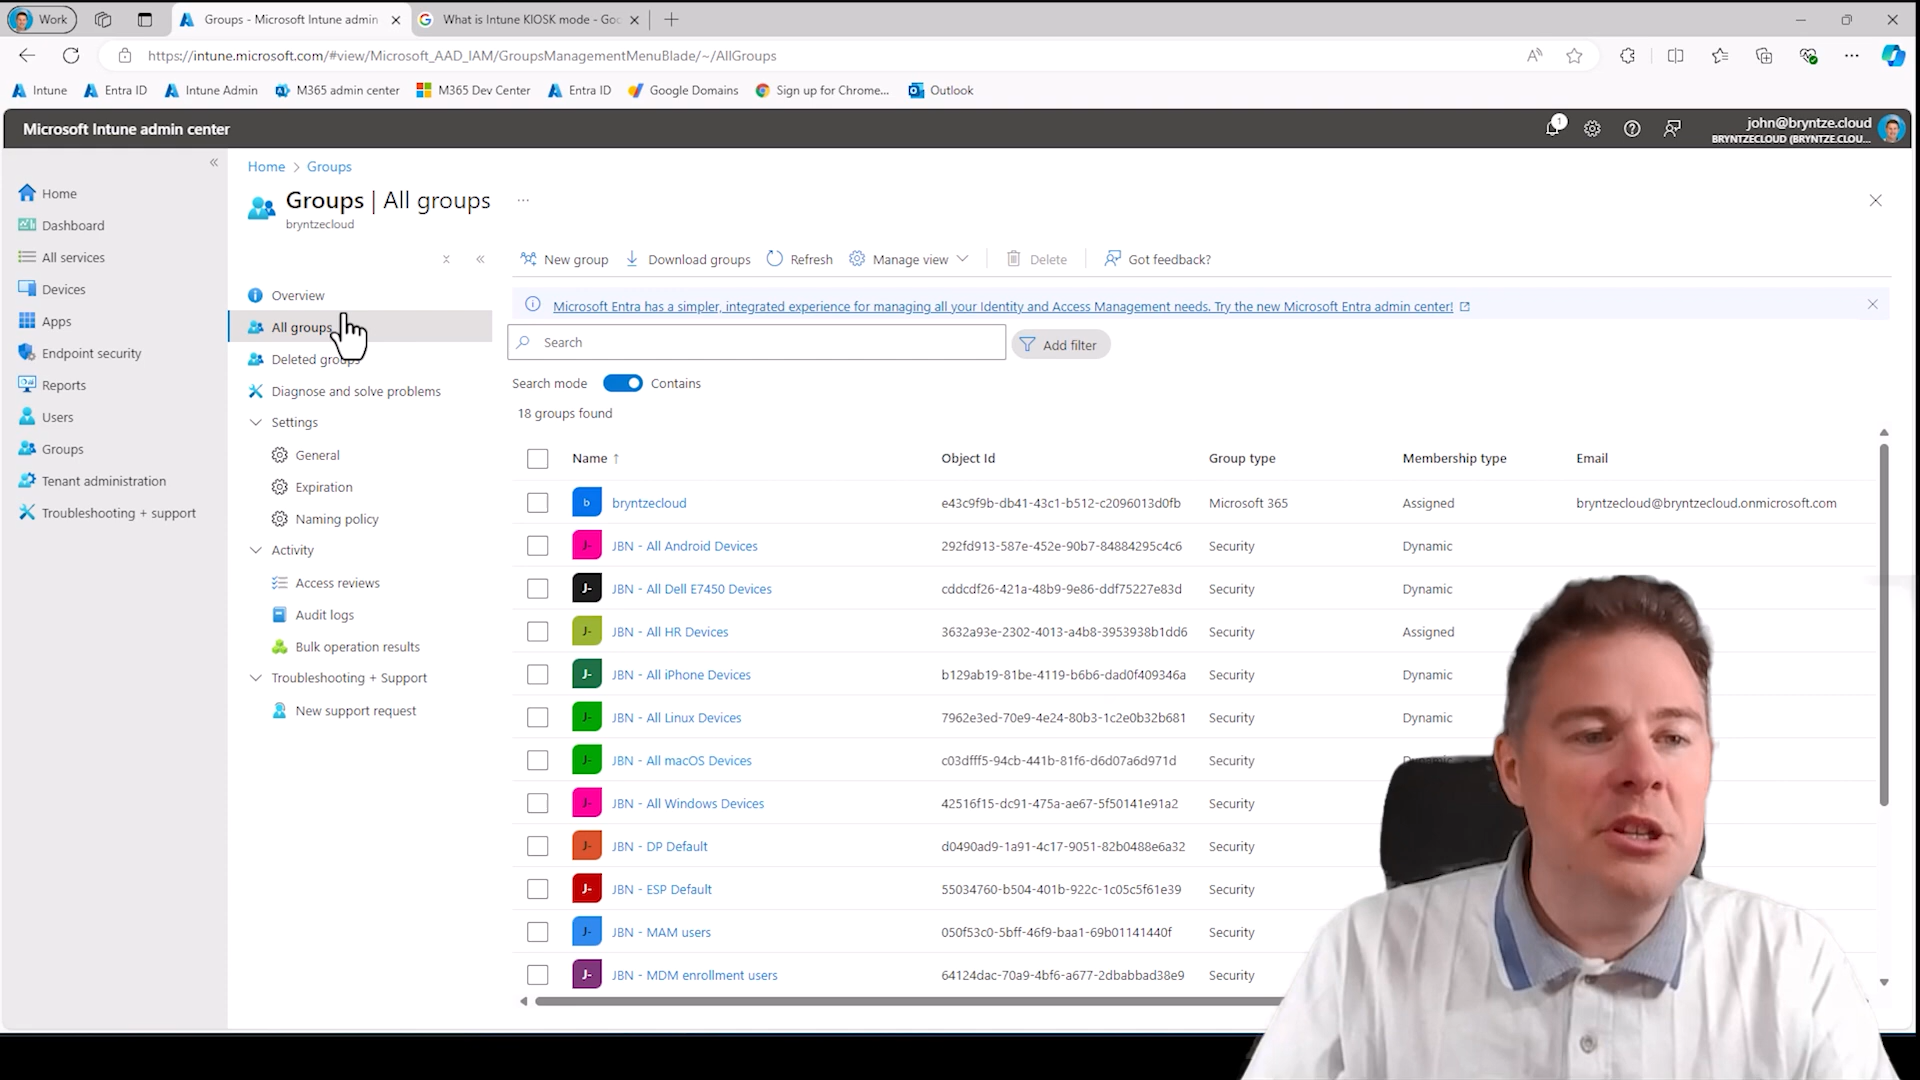 Work
Groups - Microsoft Intune admin
What is Intune KIOSK mode - Goo
https://intune.microsoft.com/#view/Microsoft_AAD_IAM/GroupsManagementMenuBlade/~/AllGroups
Intune
Entra ID
Intune Admin
M365 admin center
M365 Dev Center
Entra ID
Google Domains
Sign up for Chrome...
Outlook
Microsoft Intune admin center
1
john@bryntze.cloud
BRYNTZECLOUD (BRYNTZE.CLOU...
Home
Dashboard
All services
Devices
Apps
Endpoint security
Reports
Users
Groups
Tenant administration
Troubleshooting + support
Home > Groups
Groups | All groups
bryntzecloud
Overview
All groups
Deleted groups
Diagnose and solve problems
Settings
General
Expiration
Naming policy
Activity
Access reviews
Audit logs
Bulk operation results
Troubleshooting + Support
New support request
New group
Download groups
Refresh
Manage view
Delete
Got feedback?
Microsoft Entra has a simpler, integrated experience for managing all your Identity and Access Management needs. Try the new Microsoft Entra admin center!
Search
Add filter
Search mode
Contains
18 groups found
Name ↑ Object Id Group type Membership type Email
b bryntzecloud e43c9f9b-db41-43c1-b512-c2096013d0fb Microsoft 365 Assigned bryntzecloud@bryntzecloud.onmicrosoft.com
J- JBN - All Android Devices 292fd913-587e-452e-90b7-84884295c4c6 Security Dynamic
J- JBN - All Dell E7450 Devices cddcdf26-421a-48b9-9e86-ddf75227e83d Security Dynamic
J- JBN - All HR Devices 3632a93e-2302-4013-a4b8-3953938b1dd6 Security Assigned
J- JBN - All iPhone Devices b129ab19-81be-4119-b6b6-dad0f409346a Security Dynamic
J- JBN - All Linux Devices 7962e3ed-70e9-4e24-80b3-1c2e0b32b681 Security Dynamic
J- JBN - All macOS Devices c03dfff5-94cb-441b-81f6-d6d07a6d971d Security Dynamic
J- JBN - All Windows Devices 42516f15-dc91-475a-ae67-5f50141e91a2 Security
J- JBN - DP Default d0490ad9-1a91-4c17-9051-82b0488e6a32 Security
J- JBN - ESP Default 55034760-b504-401b-922c-1c05c5f61e39 Security
J- JBN - MAM users 050f53c0-5bff-46f9-baa1-69b01141440f Security
J- JBN - MDM enrollment users 64124dac-70a9-4bf6-a677-2dbabbad38e9 Security